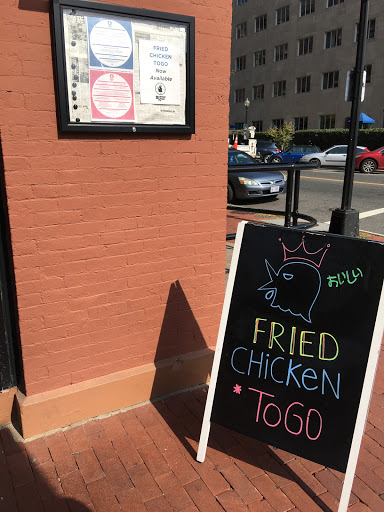 FRIED
CHICKEN
TOGO
Now
Available
おいしい
FRIED
CHICKEN
*TOGO